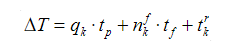 ΔT = q_k · t_p + n_k^f · t_f + t_k^r